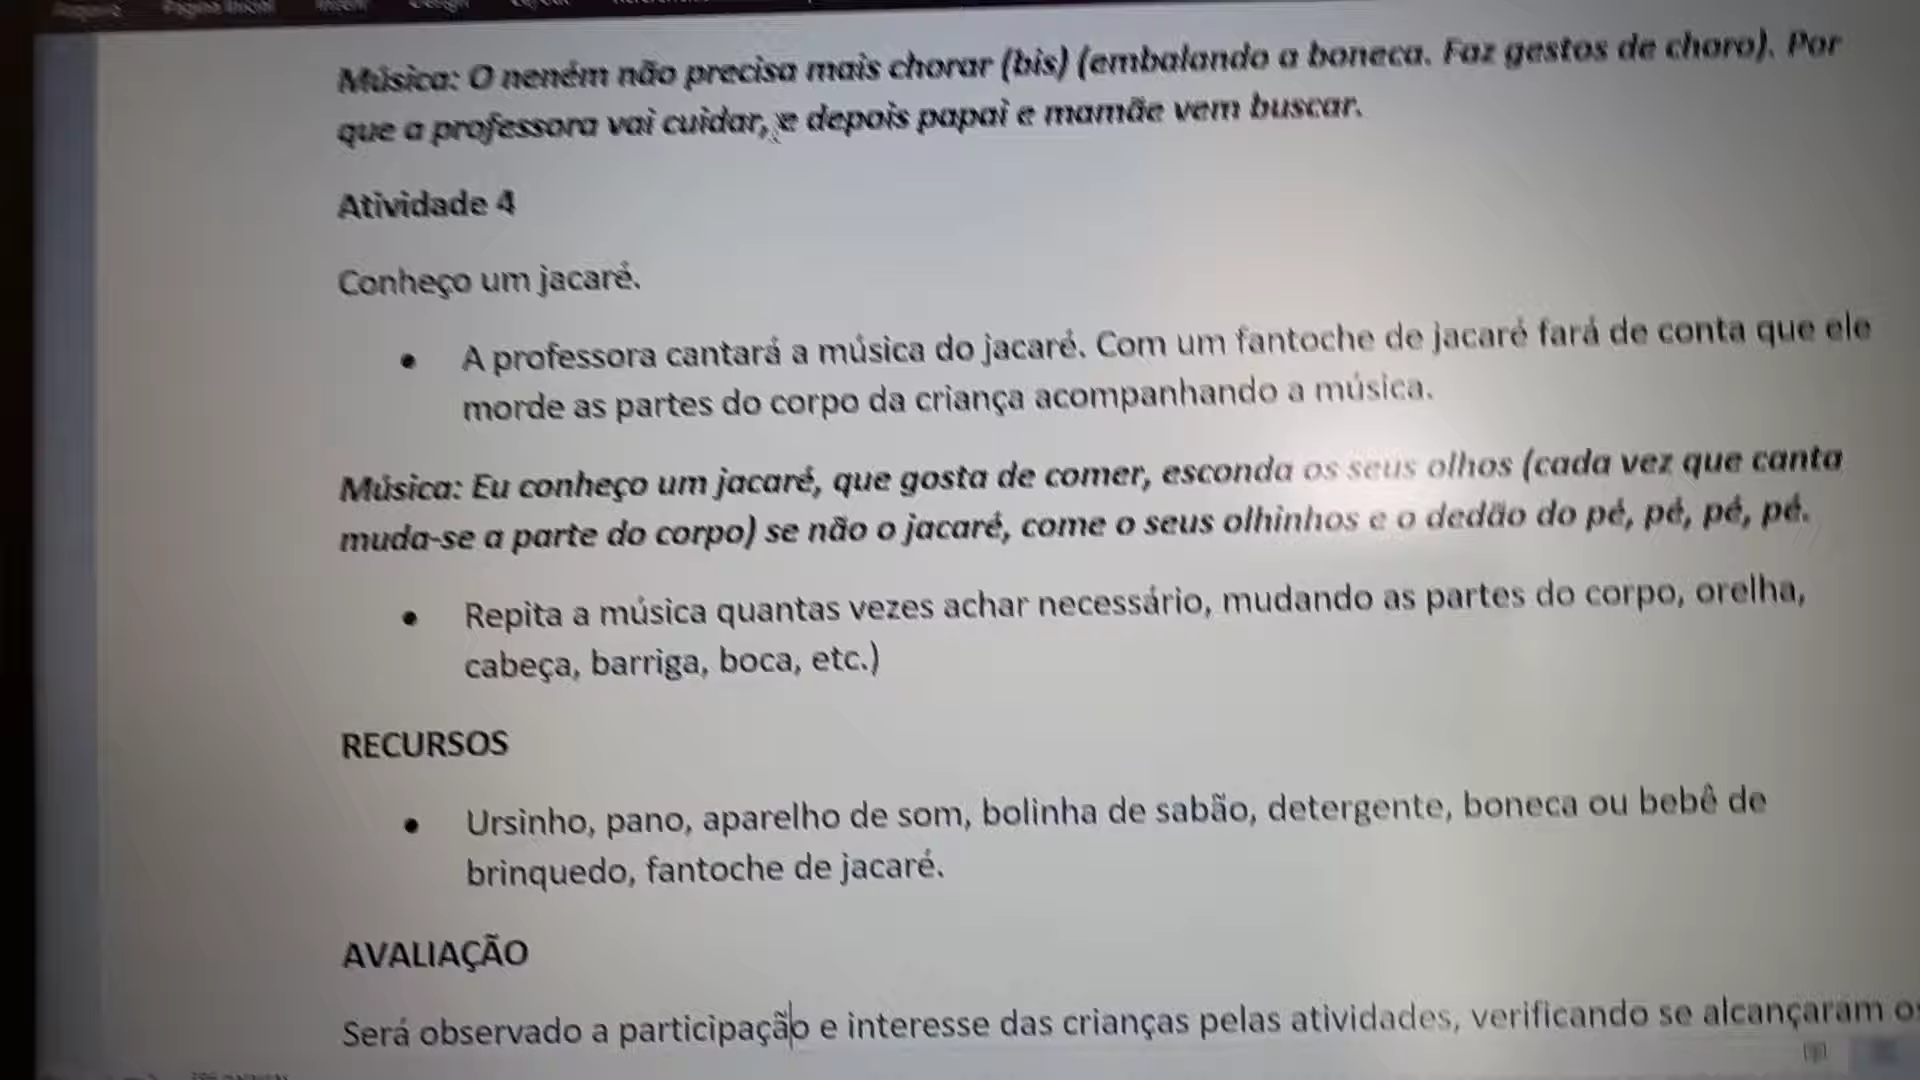 Página Inicial
Design
Música: O neném não precisa mais chorar (bis) (embalando a boneca. Faz gestos de choro). Por
que a professora vai cuidar, e depois papai e mamãe vem buscar.
Atividade 4
Conheço um jacaré.
• A professora cantará a música do jacaré. Com um fantoche de jacaré fará de conta que ele
morde as partes do corpo da criança acompanhando a música.
Música: Eu conheço um jacaré, que gosta de comer, esconda os seus olhos (cada vez que canta
muda-se a parte do corpo) se não o jacaré, come o seus olhinhos e o dedão do pé, pé, pé, pé.
• Repita a música quantas vezes achar necessário, mudando as partes do corpo, orelha,
cabeça, barriga, boca, etc.)
RECURSOS
• Ursinho, pano, aparelho de som, bolinha de sabão, detergente, boneca ou bebê de
brinquedo, fantoche de jacaré.
AVALIAÇÃO
Será observado a participação e interesse das crianças pelas atividades, verificando se alcançaram